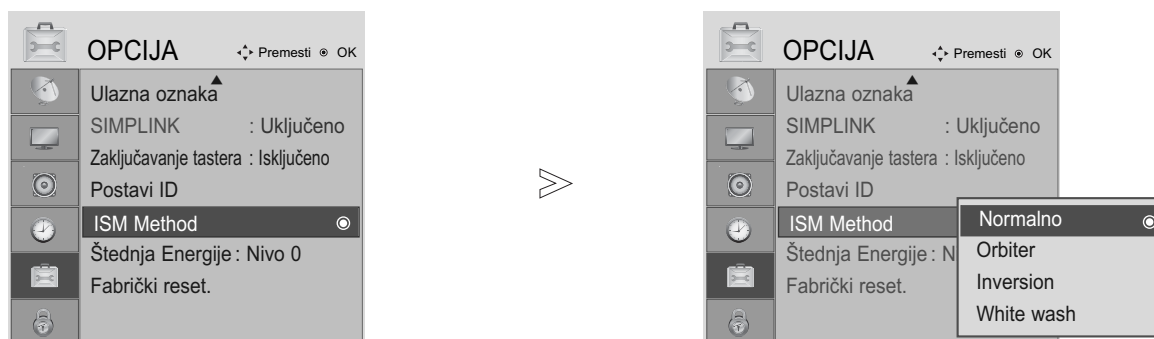 OPCIJA Premesti OK
Ulazna oznaka
SIMPLINK : Uključeno
Zaključavanje tastera : Isključeno
Postavi ID
ISM Method
Štednja Energije : Nivo 0
Fabrički reset.
OPCIJA Premesti OK
Ulazna oznaka
SIMPLINK : Uključeno
Zaključavanje tastera : Isključeno
Postavi ID
ISM Method
Štednja Energije : N
Fabrički reset.
Normalno
Orbiter
Inversion
White wash